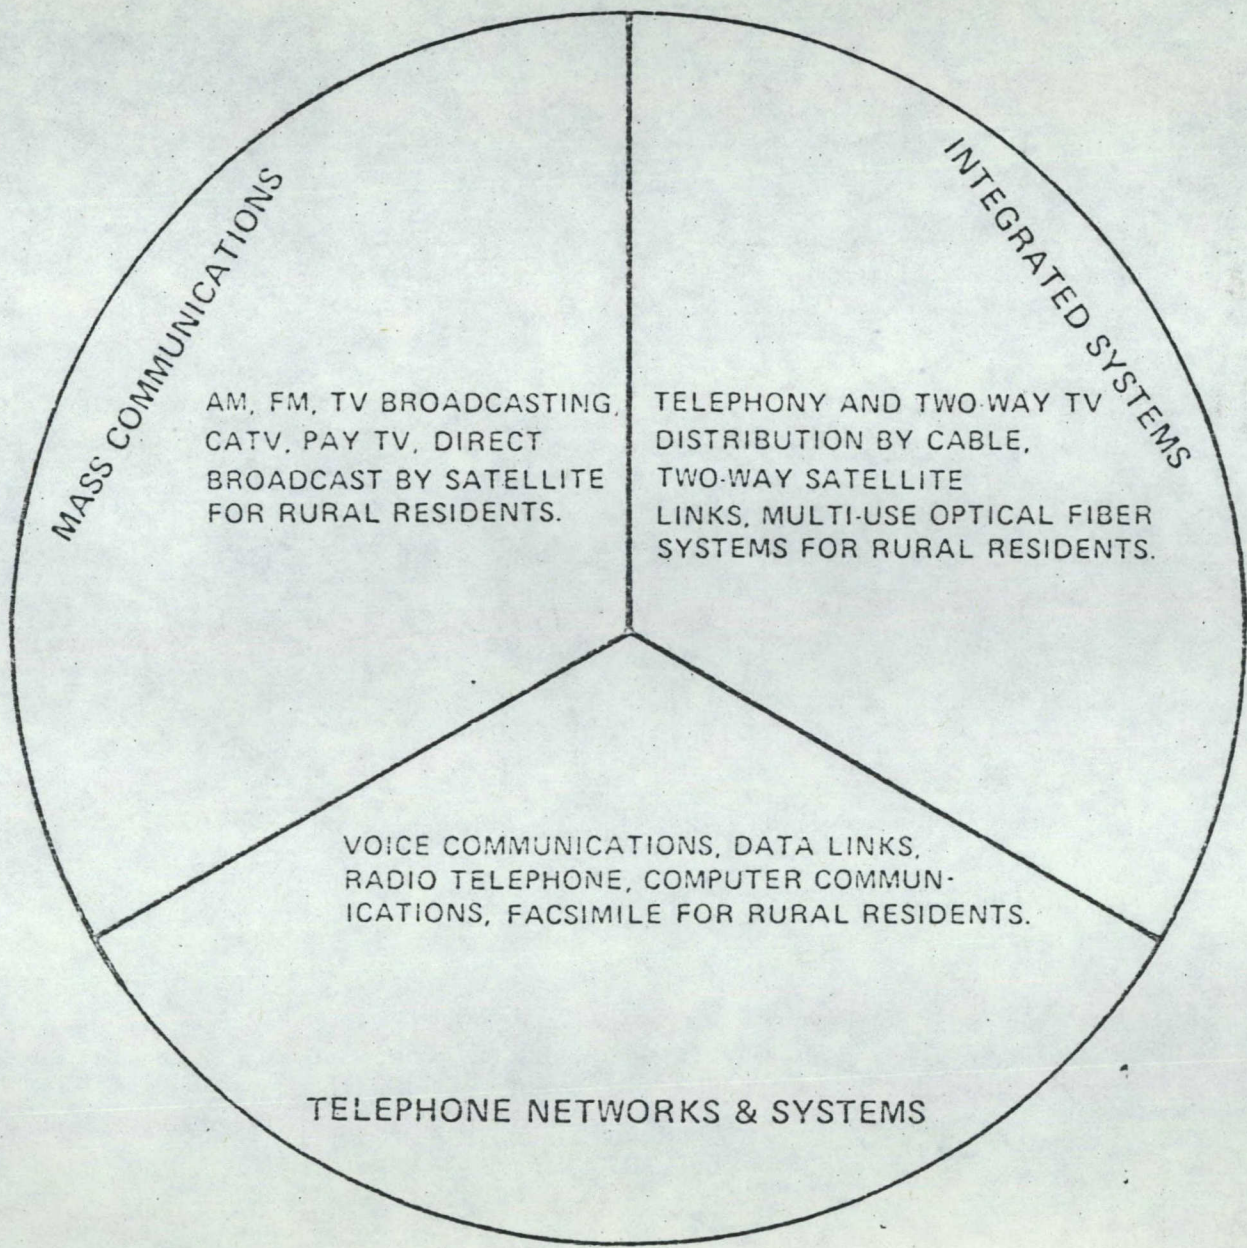 MASS COMMUNICATIONS
AM, FM, TV BROADCASTING,
CATV, PAY TV, DIRECT
BROADCAST BY SATELLITE
FOR RURAL RESIDENTS.
INTEGRATED SYSTEMS
TELEPHONY AND TWO-WAY TV
DISTRIBUTION BY CABLE,
TWO-WAY SATELLITE
LINKS, MULTI-USE OPTICAL FIBER
SYSTEMS FOR RURAL RESIDENTS.
VOICE COMMUNICATIONS, DATA LINKS,
RADIO TELEPHONE, COMPUTER COMMUN-
ICATIONS, FACSIMILE FOR RURAL RESIDENTS.
TELEPHONE NETWORKS & SYSTEMS